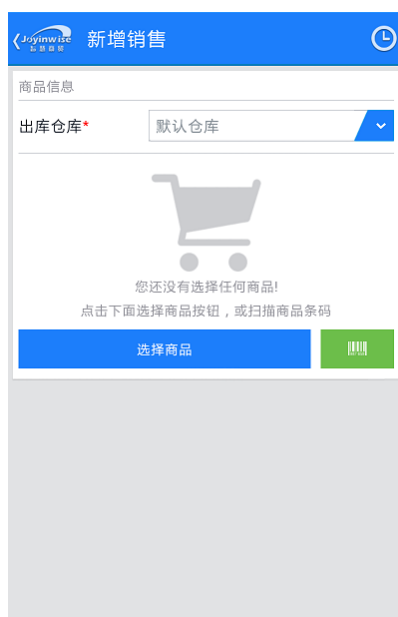 Joyinwise
新增销售
商品信息
出库仓库*
默认仓库
您还没有选择任何商品!
点击下面选择商品按钮，或扫描商品条码
选择商品